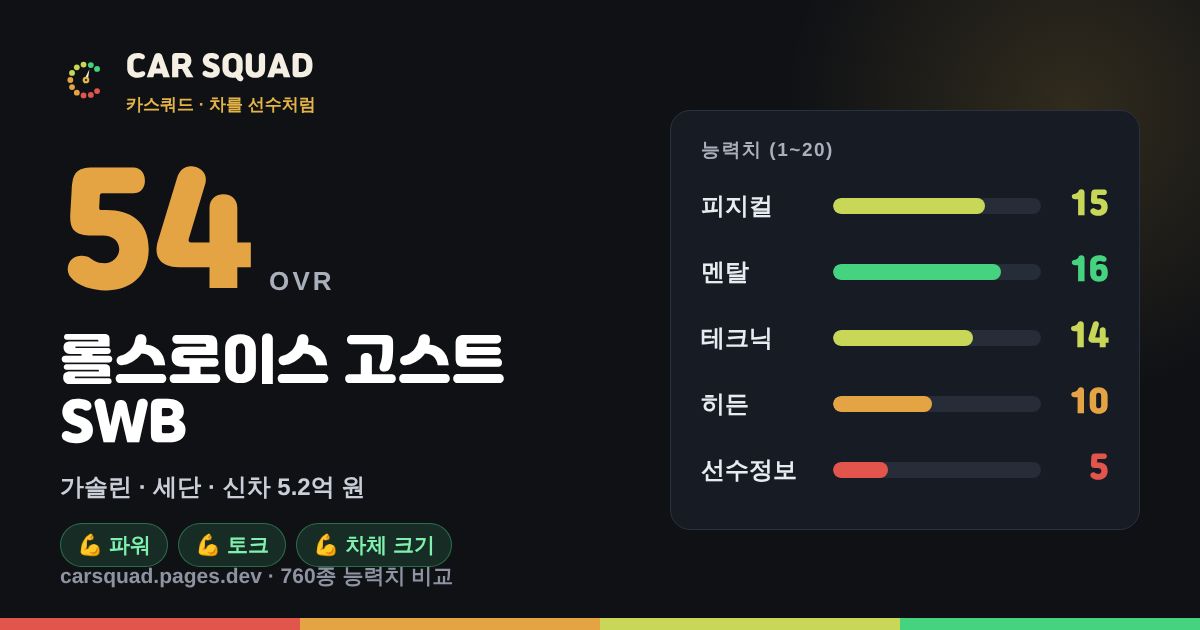 CAR SQUAD
카스쿼드 · 차를 선수처럼
54 OVR
롤스로이스 고스트
SWB
가솔린 · 세단 · 신차 5.2억 원
💪 파워 💪 토크 💪 차체 크기
carsquad.pages.dev · 760종 능력치 비교
능력치 (1~20)
피지컬 15
멘탈 16
테크닉 14
히든 10
선수정보 5